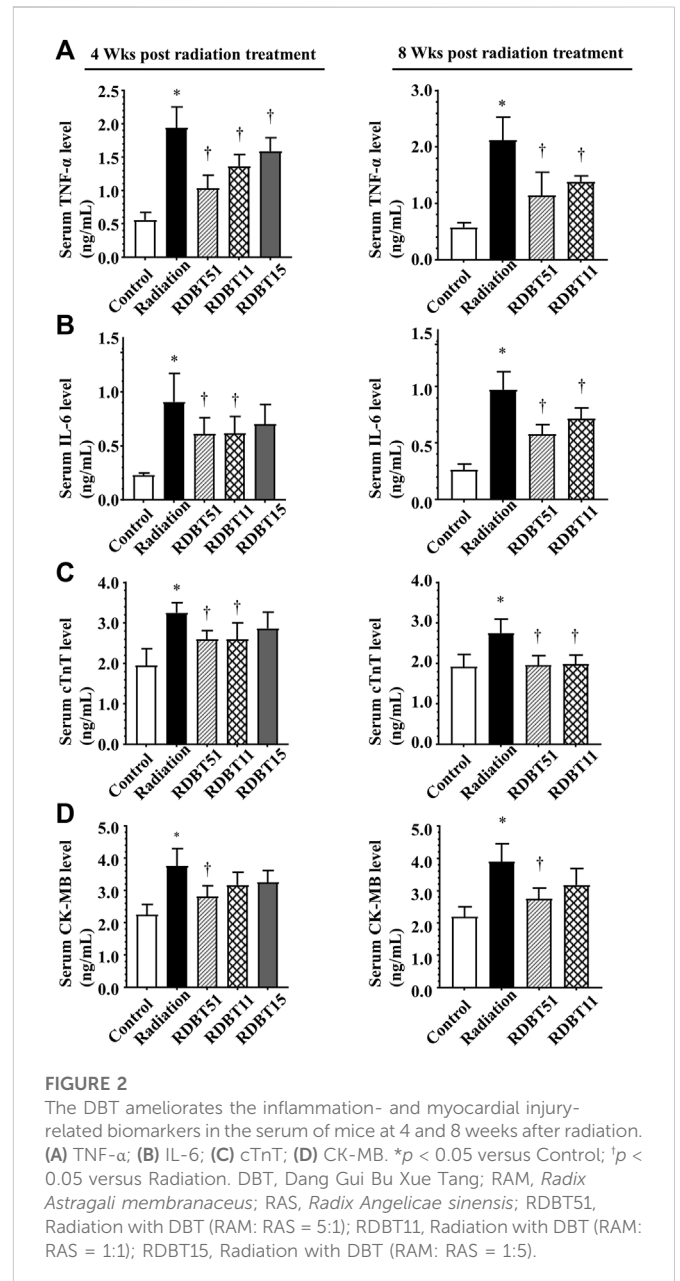 A 4 Wks post radiation treatment 8 Wks post radiation treatment
Serum TNF-α level
(ng/mL)
2.5
2.0
1.5
1.0
0.5
0.0
*
†
†
†
Control
Radiation
RDBT51
RDBT11
RDBT15
Serum TNF-α level
(ng/mL)
3.0
2.0
1.0
0.0
*
†
†
Control
Radiation
RDBT51
RDBT11
B
Serum IL-6 level
(ng/mL)
1.5
1.0
0.5
0.0
*
†
†
Control
Radiation
RDBT51
RDBT11
RDBT15
Serum IL-6 level
(ng/mL)
1.5
1.0
0.5
0.0
*
†
†
Control
Radiation
RDBT51
RDBT11
C
Serum cTnT level
(ng/mL)
4.0
3.0
2.0
1.0
0.0
*
†
†
Control
Radiation
RDBT51
RDBT11
RDBT15
Serum cTnT level
(ng/mL)
4.0
3.0
2.0
1.0
0.0
*
†
†
Control
Radiation
RDBT51
RDBT11
D
Serum CK-MB level
(ng/mL)
5.0
4.0
3.0
2.0
1.0
0.0
*
†
Control
Radiation
RDBT51
RDBT11
RDBT15
Serum CK-MB level
(ng/mL)
5.0
4.0
3.0
2.0
1.0
0.0
*
†
Control
Radiation
RDBT51
RDBT11
FIGURE 2
The DBT ameliorates the inflammation- and myocardial injury-
related biomarkers in the serum of mice at 4 and 8 weeks after radiation.
(A) TNF-α; (B) IL-6; (C) cTnT; (D) CK-MB. *p < 0.05 versus Control; †p <
0.05 versus Radiation. DBT, Dang Gui Bu Xue Tang; RAM, Radix
Astragali membranaceus; RAS, Radix Angelicae sinensis; RDBT51,
Radiation with DBT (RAM: RAS = 5:1); RDBT11, Radiation with DBT (RAM:
RAS = 1:1); RDBT15, Radiation with DBT (RAM: RAS = 1:5).